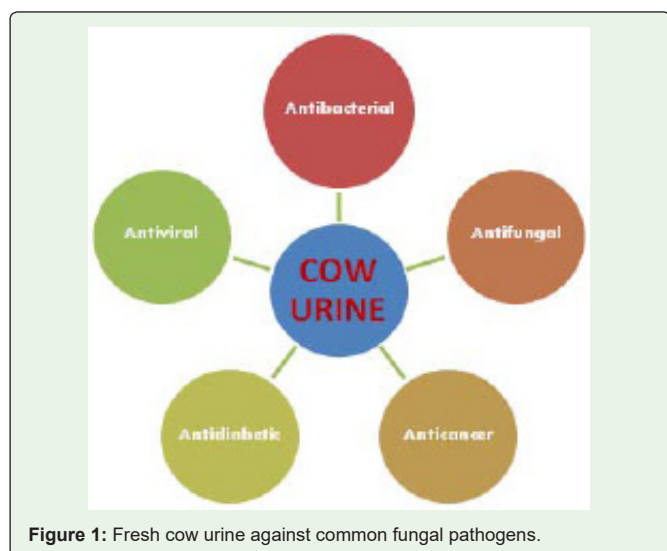 Antibacterial
Antiviral
Antifungal
COW
URINE
Antidiabetic
Anticancer
Figure 1: Fresh cow urine against common fungal pathogens.